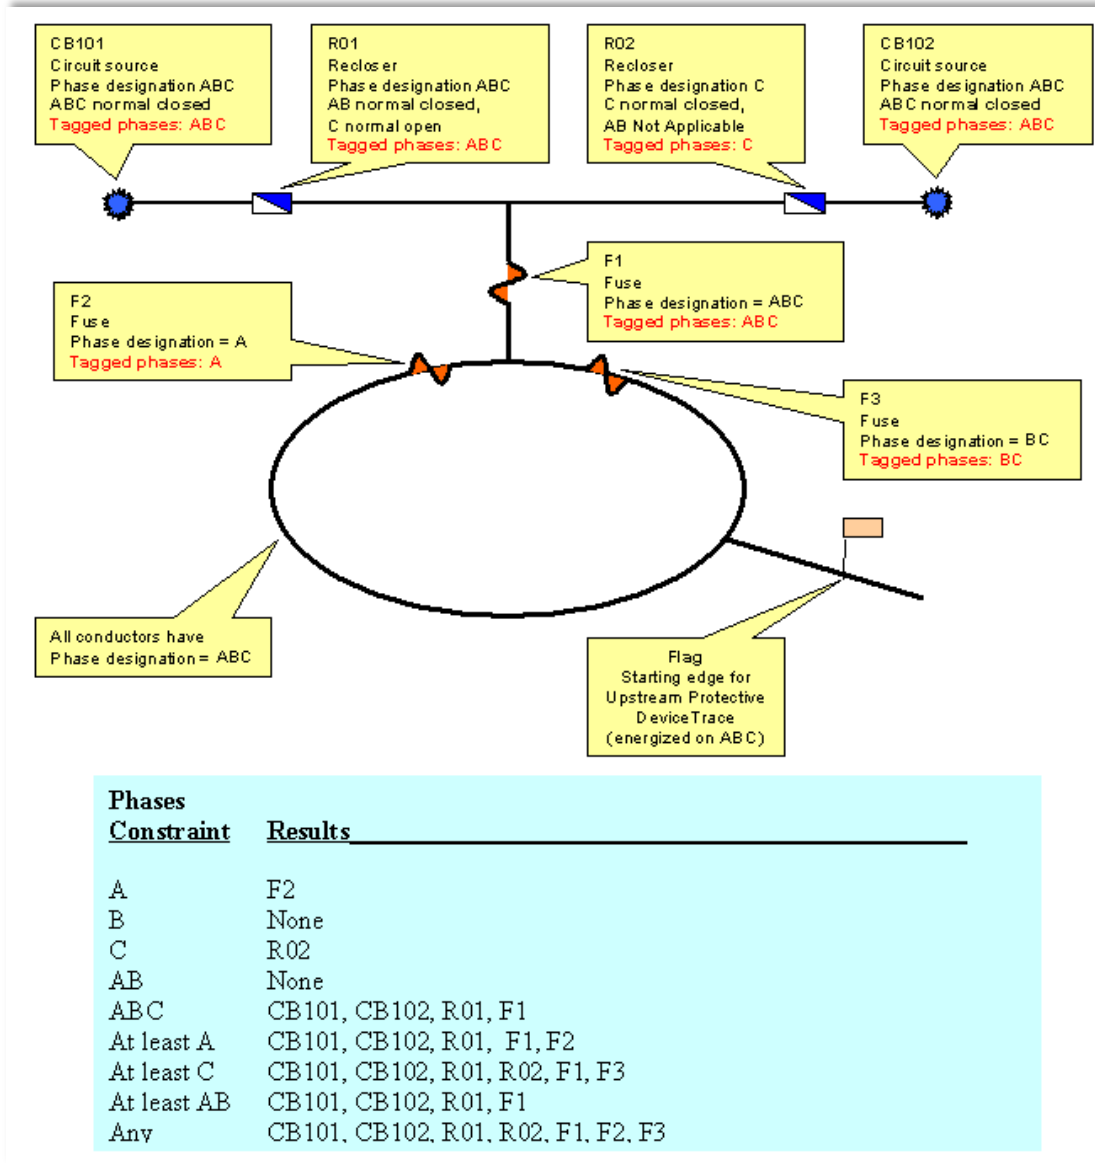 CB101
Circuit source
Phase designation ABC
ABC normal closed
Tagged phases: ABC
R01
Recloser
Phase designation ABC
AB normal closed,
C normal open
Tagged phases: ABC
R02
Recloser
Phase designation C
C normal closed,
AB Not Applicable
Tagged phases: C
CB102
Circuit source
Phase designation ABC
ABC normal closed
Tagged phases: ABC
F1
Fuse
Phase designation = ABC
Tagged phases: ABC
F2
Fuse
Phase designation = A
Tagged phases: A
F3
Fuse
Phase designation = BC
Tagged phases: BC
All conductors have
Phase designation = ABC
Flag
Starting edge for
Upstream Protective
DeviceTrace
(energized on ABC)
Phases
Constraint Results
A F2
B None
C R02
AB None
ABC CB101, CB102, R01, F1
At least A CB101, CB102, R01, F1, F2
At least C CB101, CB102, R01, R02, F1, F3
At least AB CB101, CB102, R01, F1
Any CB101, CB102, R01, R02, F1, F2, F3